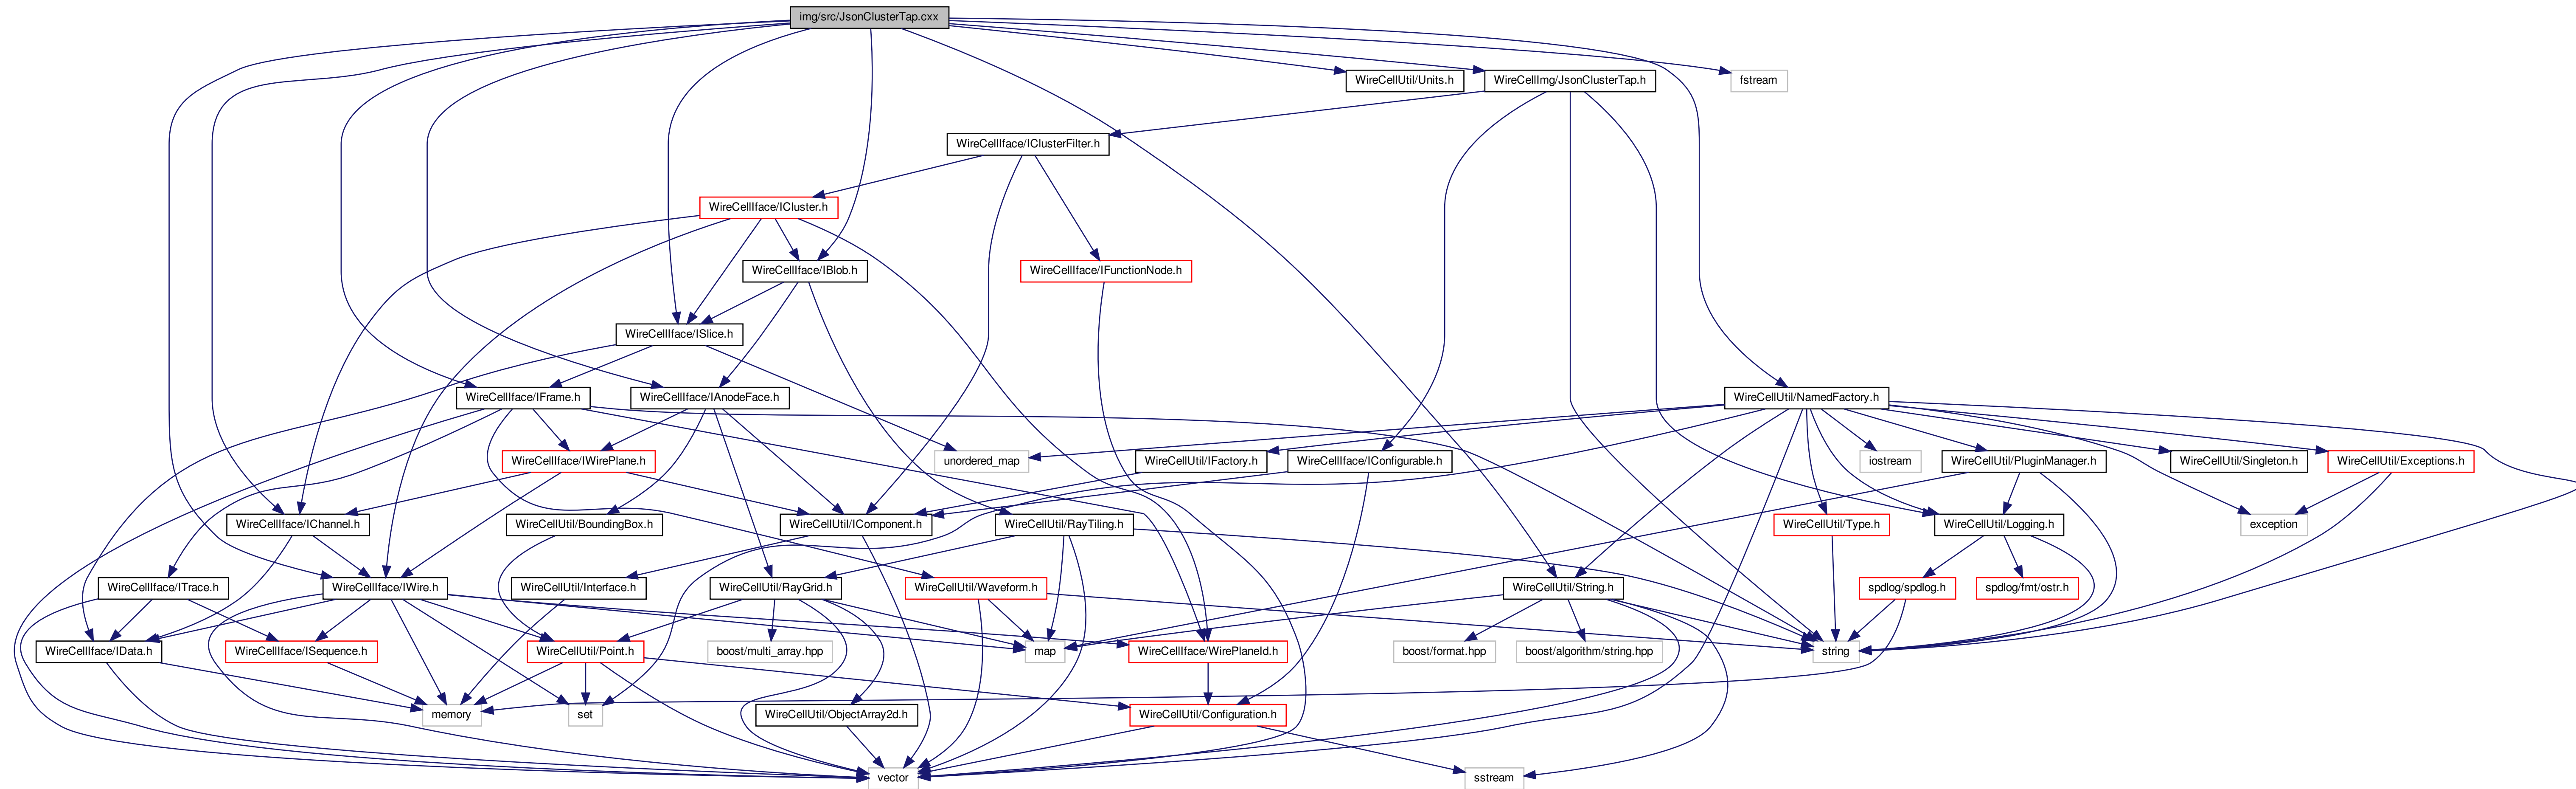 img/src/JsonClusterTap.cxx
WireCellUtil/Units.h
WireCellImg/JsonClusterTap.h
fstream
WireCellIface/IClusterFilter.h
WireCellIface/ICluster.h
WireCellIface/IBlob.h
WireCellIface/IFunctionNode.h
WireCellIface/ISlice.h
WireCellIface/IFrame.h
WireCellIface/IAnodeFace.h
WireCellUtil/NamedFactory.h
WireCellIface/IWirePlane.h
unordered_map
WireCellUtil/IFactory.h
WireCellIface/IConfigurable.h
iostream
WireCellUtil/PluginManager.h
WireCellUtil/Singleton.h
WireCellUtil/Exceptions.h
WireCellIface/IChannel.h
WireCellUtil/BoundingBox.h
WireCellUtil/IComponent.h
WireCellUtil/RayTiling.h
WireCellUtil/Type.h
WireCellUtil/Logging.h
exception
WireCellIface/ITrace.h
WireCellIface/IWire.h
WireCellUtil/Interface.h
WireCellUtil/RayGrid.h
WireCellUtil/Waveform.h
WireCellUtil/String.h
spdlog/spdlog.h
spdlog/fmt/ostr.h
WireCellIface/IData.h
WireCellIface/ISequence.h
WireCellUtil/Point.h
boost/multi_array.hpp
map
WireCellIface/WirePlaneId.h
boost/format.hpp
boost/algorithm/string.hpp
string
memory
set
WireCellUtil/ObjectArray2d.h
WireCellUtil/Configuration.h
vector
sstream